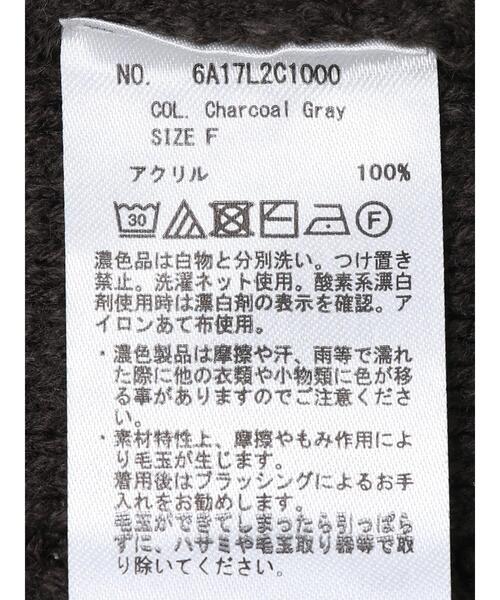 NO. 6A17L2C1000
COL. Charcoal Gray
SIZE F
アクリル 100%
30 F
濃色品は白物と分別洗い。つけ置き
禁止。洗濯ネット使用。酸素系漂白
剤使用時は漂白剤の表示を確認。ア
イロンあて布使用。
・濃色製品は摩擦や汗、雨等で濡れ
た際に他の衣類や小物類に色が移
る事がありますのでご注意くださ
い。
・素材特性上、摩擦やもみ作用によ
り毛玉が生じます。
着用後はブラッシングによるお手
入れをお勧めします。
毛玉ができてしまったら引っぱら
ずに、ハサミや毛玉取り器等で取
り除いてください。